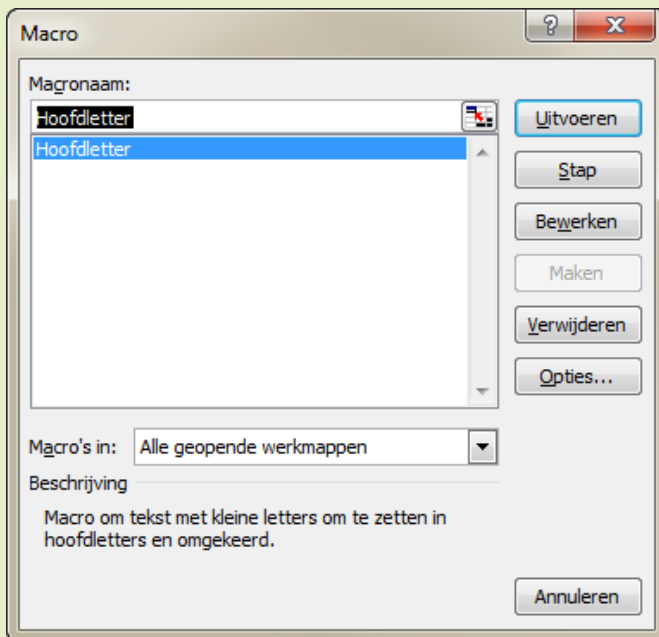 Macro
Macronaam:
Hoofdletter
Hoofdletter
Uitvoeren
Stap
Bewerken
Maken
Verwijderen
Opties...
Macro's in:
Alle geopende werkmappen
Beschrijving
Macro om tekst met kleine letters om te zetten in
hoofdletters en omgekeerd.
Annuleren